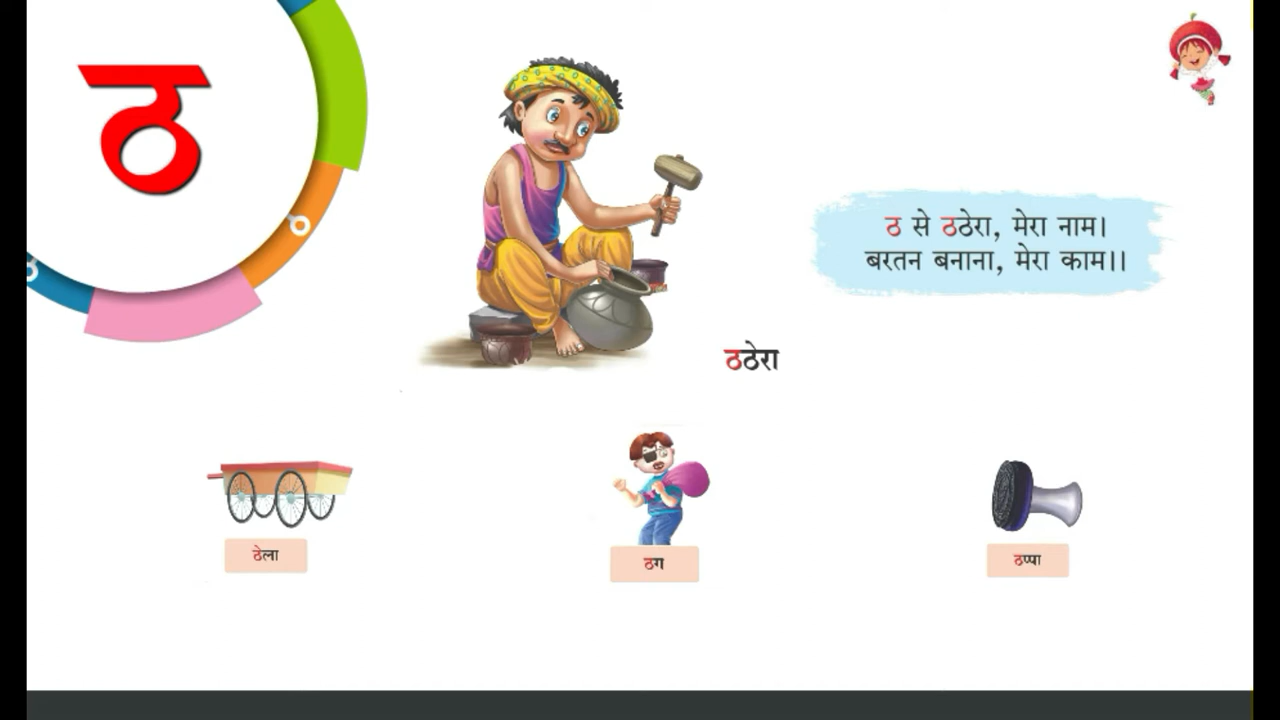 ठ
ठ से ठठेरा, मेरा नाम।
बरतन बनाना, मेरा काम।।
ठठेरा
ठेला
ठग
ठप्पा